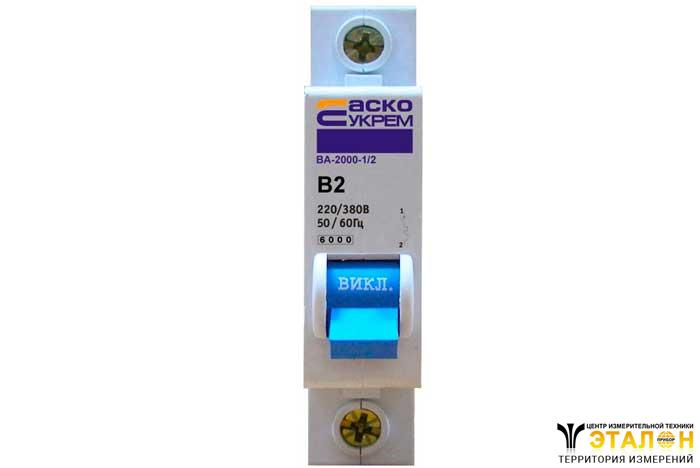 аско
УКРЕМ
ВА-2000-1/2
B2
220/380В
50/60Гц
6000
1
2
ВИКЛ.
ЦЕНТР ИЗМЕРИТЕЛЬНОЙ ТЕХНИКИ
ЭТАЛОН
ПРИБОР
ТЕРРИТОРИЯ ИЗМЕРЕНИЙ